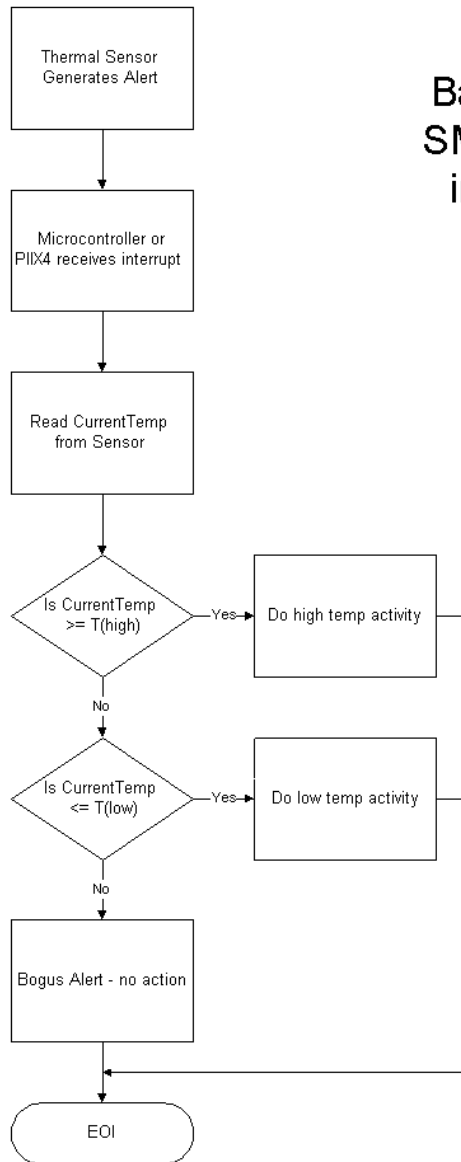 Thermal Sensor
Generates Alert
Microcontroller or
PIIX4 receives interrupt
Read CurrentTemp
from Sensor
Is CurrentTemp
>= T(high)
Yes
Do high temp activity
No
Is CurrentTemp
<= T(low)
Yes
Do low temp activity
No
Bogus Alert - no action
EOI